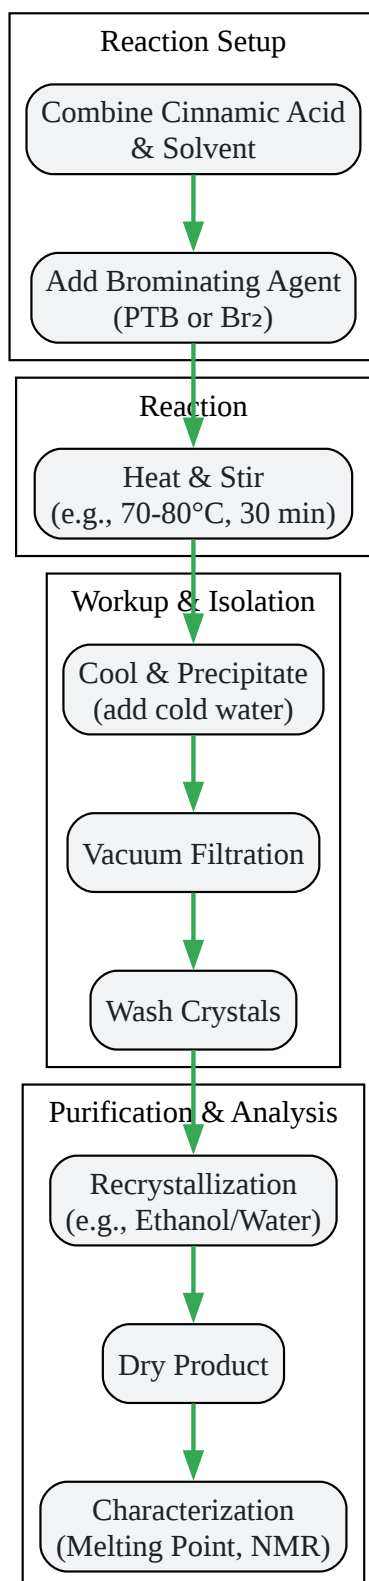 Reaction Setup
Combine Cinnamic Acid
& Solvent
Add Brominating Agent
(PTB or Br₂)
Reaction
Heat & Stir
(e.g., 70-80°C, 30 min)
Workup & Isolation
Cool & Precipitate
(add cold water)
Vacuum Filtration
Wash Crystals
Purification & Analysis
Recrystallization
(e.g., Ethanol/Water)
Dry Product
Characterization
(Melting Point, NMR)